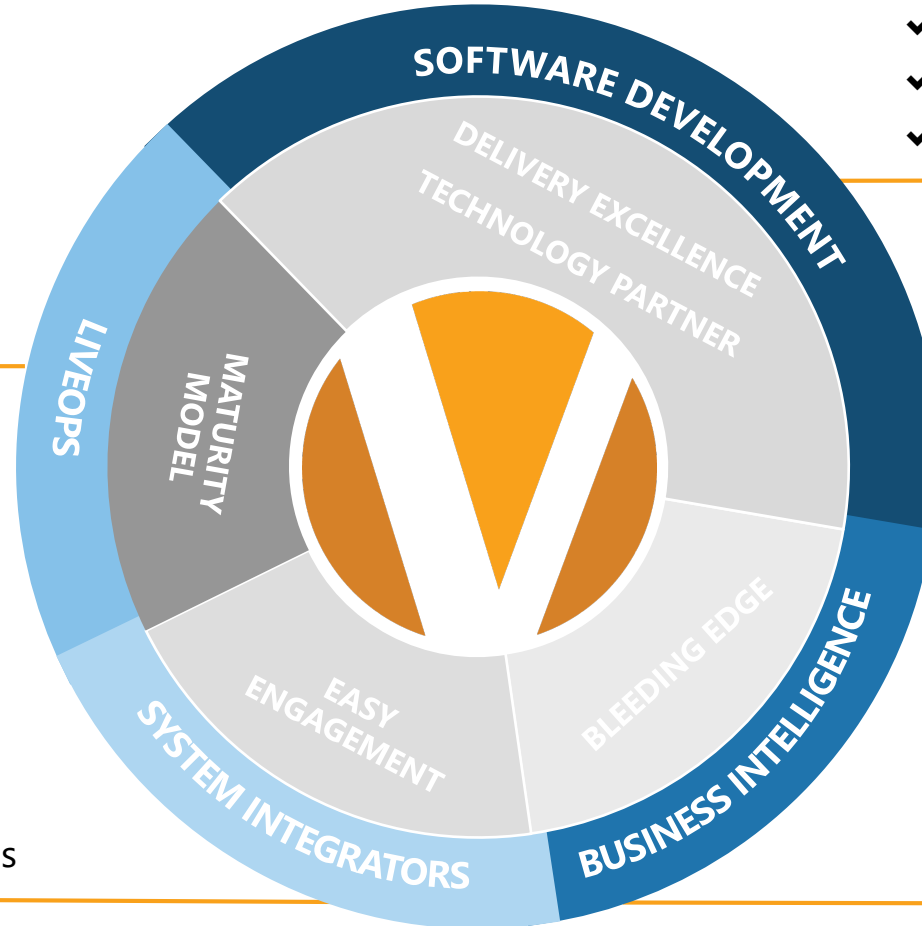 SOFTWARE DEVELOPMENT
DELIVERY EXCELLENCE
TECHNOLOGY PARTNER
LIVEOPS
MATURITY
MODEL
BLEEDING EDGE
BUSINESS INTELLIGENCE
EASY
ENGAGEMENT
SYSTEM INTEGRATORS
s